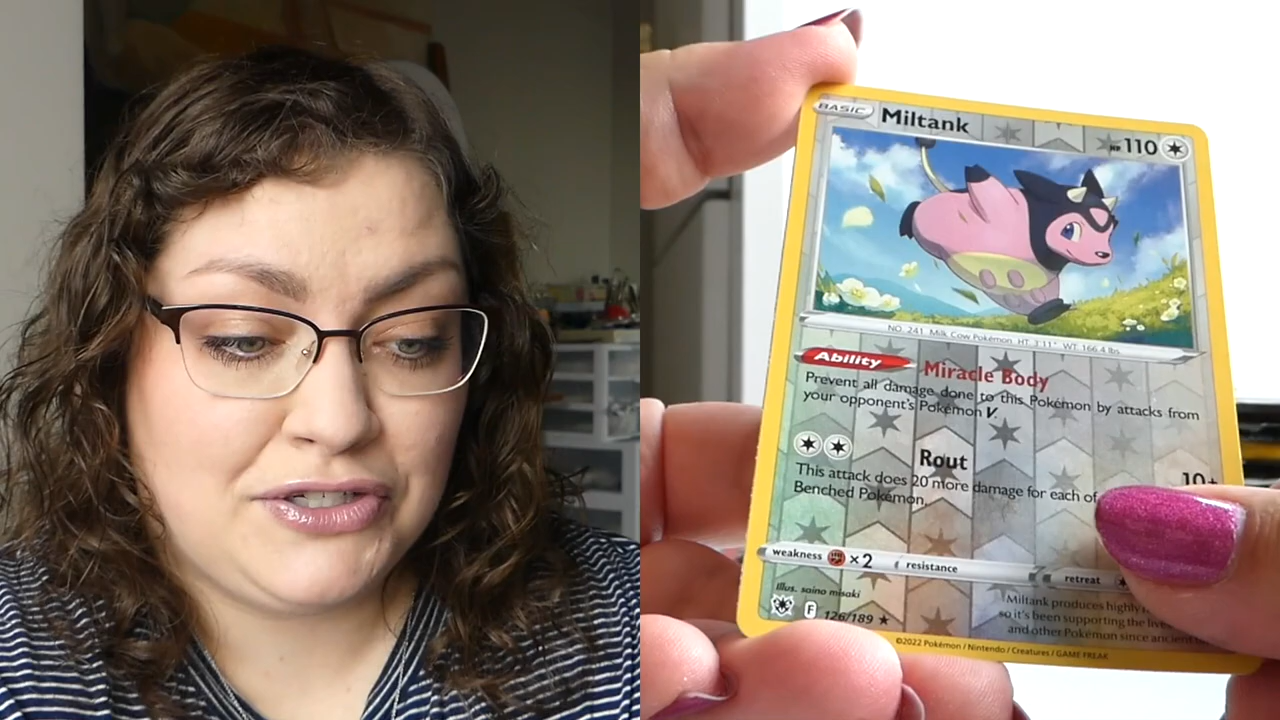 BASIC Miltank HP 110
NO. 241 Milk Cow Pokémon HT: 3'11" WT: 166.4 lbs.
Ability Miracle Body
Prevent all damage done to this Pokémon by attacks from
your opponent's Pokémon V.
Rout 10+
This attack does 20 more damage for each of
Benched Pokémon.
weakness ×2 resistance retreat
Illus. saino misaki
F 126/189 ★
Miltank produces highly
so it's been supporting the
and other Pokémon since ancient
©2022 Pokémon / Nintendo / Creatures / GAME FREAK